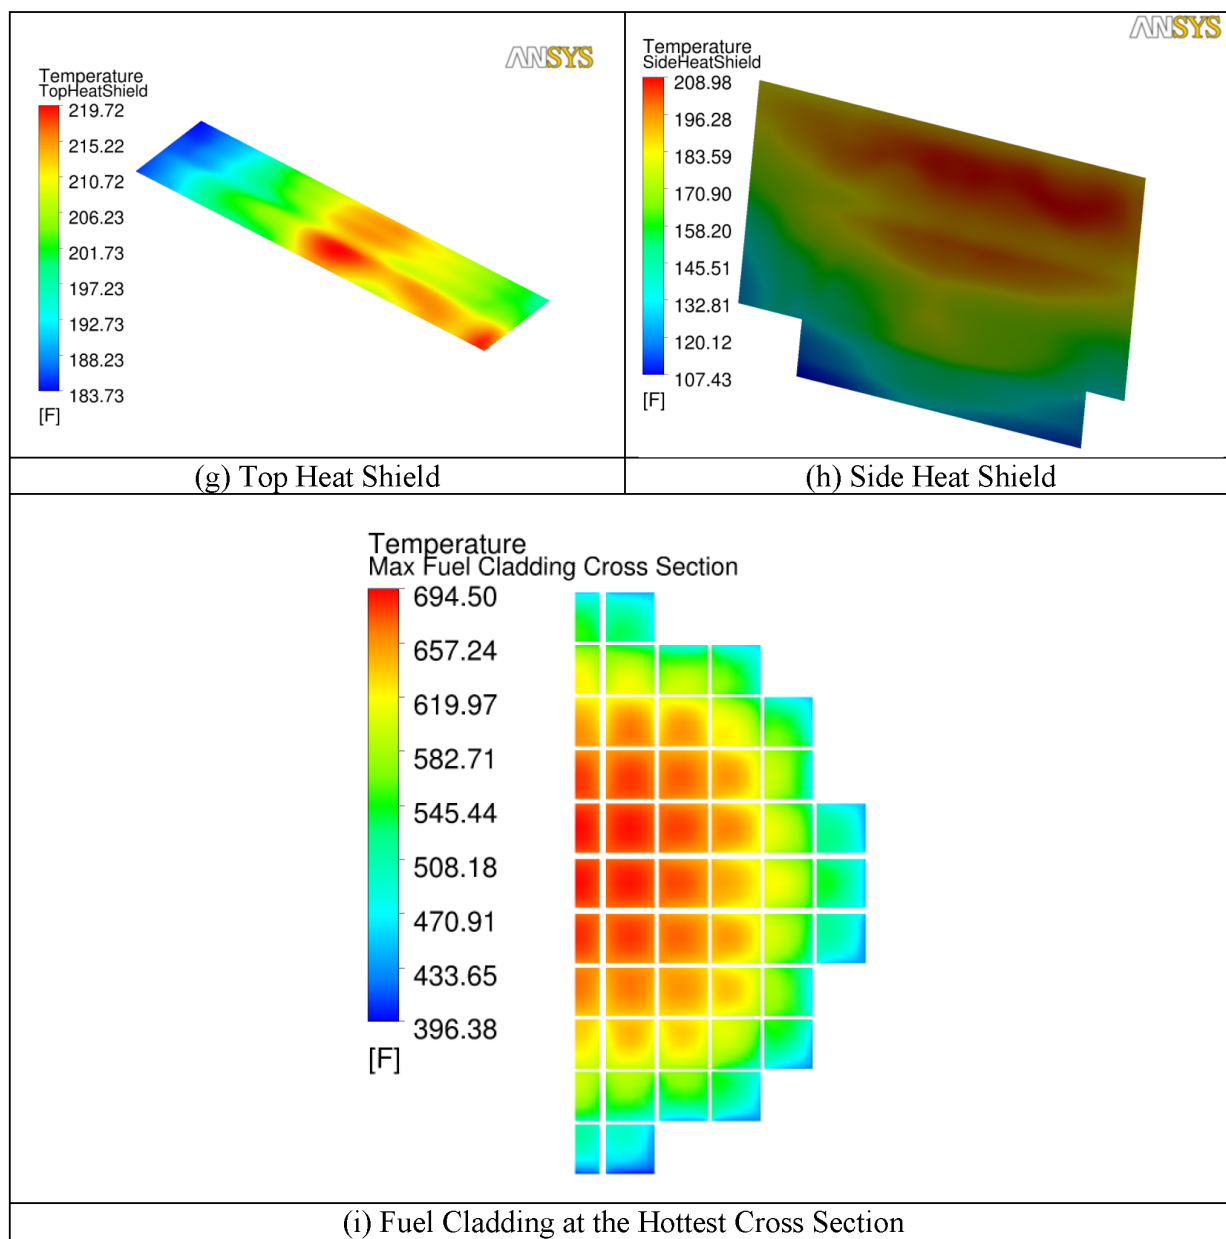 ANSYS
Temperature
TopHeatShield
219.72
215.22
210.72
206.23
201.73
197.23
192.73
188.23
183.73
[F]
(g) Top Heat Shield
ANSYS
Temperature
SideHeatShield
208.98
196.28
183.59
170.90
158.20
145.51
132.81
120.12
107.43
[F]
(h) Side Heat Shield
Temperature
Max Fuel Cladding Cross Section
694.50
657.24
619.97
582.71
545.44
508.18
470.91
433.65
396.38
[F]
(i) Fuel Cladding at the Hottest Cross Section